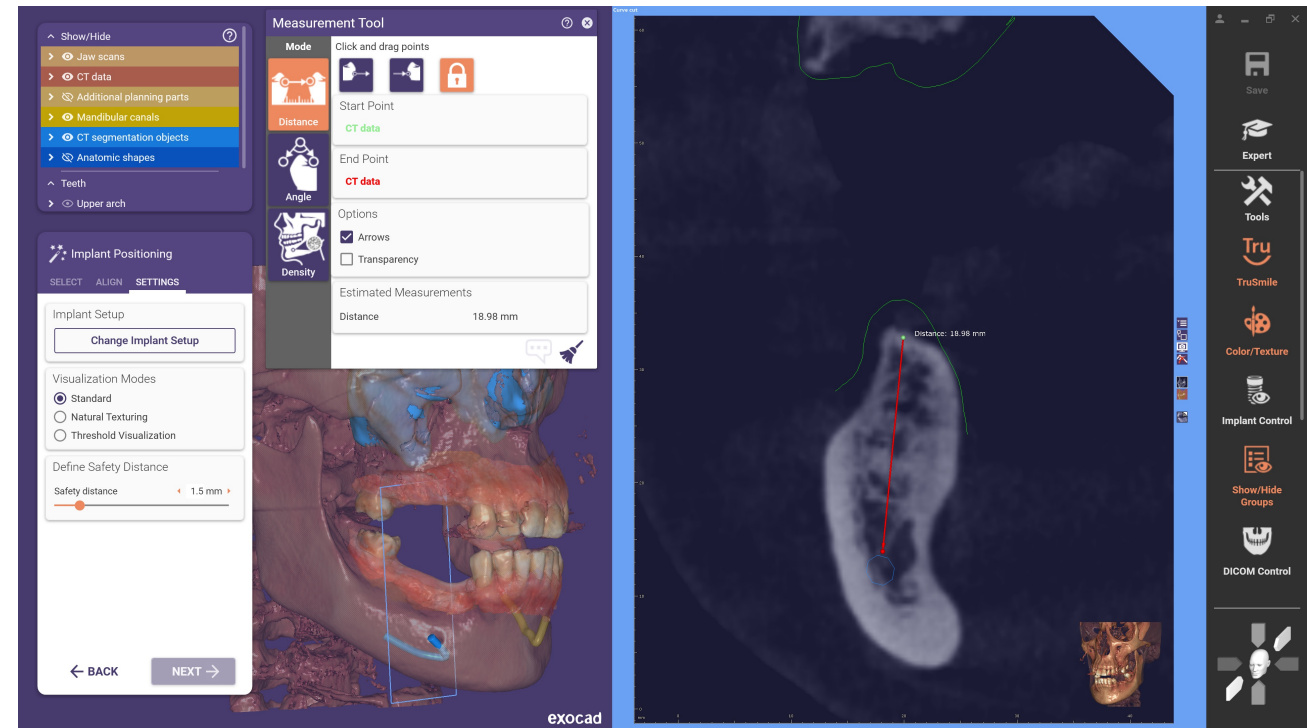 Show/Hide
Jaw scans
CT data
Additional planning parts
Mandibular canals
CT segmentation objects
Anatomic shapes
Teeth
Upper arch
Implant Positioning
SELECT ALIGN SETTINGS
Implant Setup
Change Implant Setup
Visualization Modes
Standard
Natural Texturing
Threshold Visualization
Define Safety Distance
Safety distance 1.5 mm
BACK NEXT
Measurement Tool
Mode
Distance
Angle
Density
Click and drag points
Start Point
CT data
End Point
CT data
Options
Arrows
Transparency
Estimated Measurements
Distance 18.98 mm
exocad
Curve cut
Distance: 18.98 mm
Save
Expert
Tools
Tru
TruSmile
Color/Texture
Implant Control
Show/Hide
Groups
DICOM Control